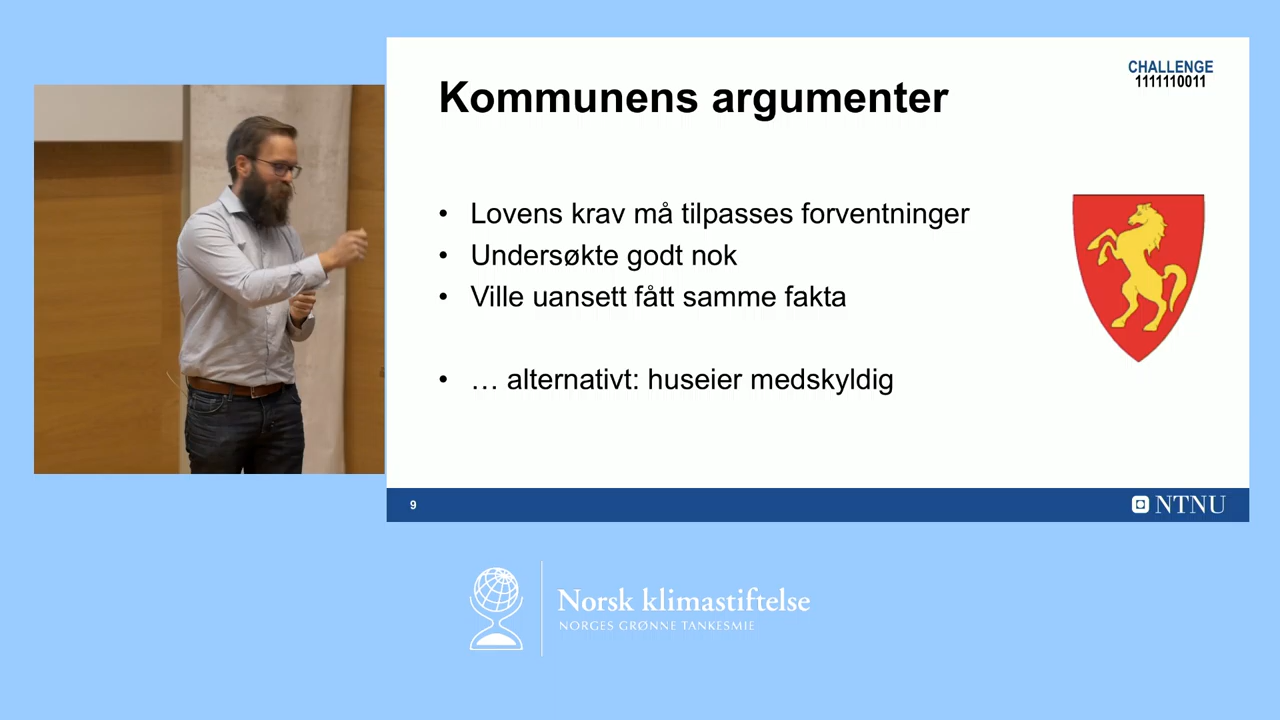 CHALLENGE
1111110011
Kommunens argumenter
• Lovens krav må tilpasses forventninger
• Undersøkte godt nok
• Ville uansett fått samme fakta
• … alternativt: huseier medskyldig
9
NTNU
Norsk klimastiftelse
NORGES GRØNNE TANKESMIE